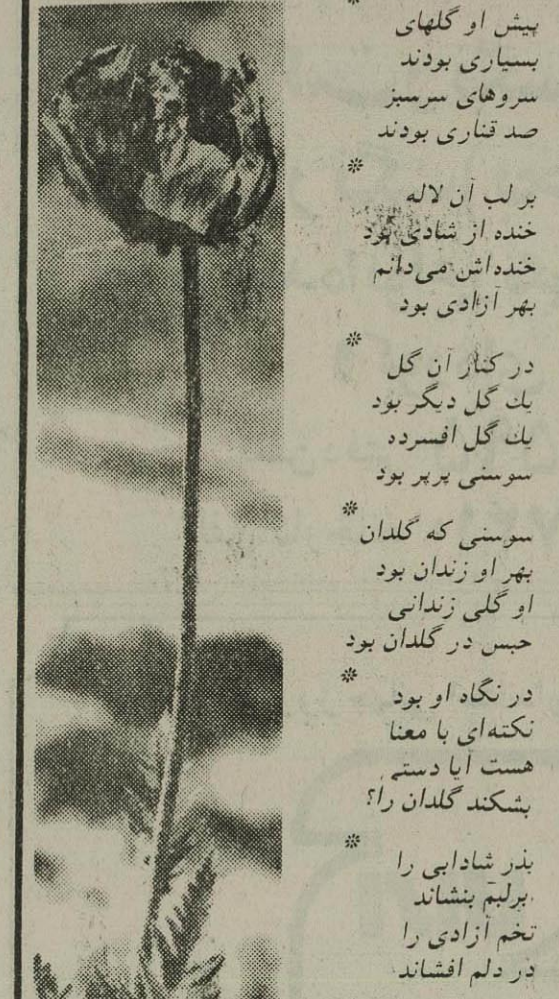 *
پیش او گلهای
بسیاری بودند
سروهای سرسبز
صد قناری بودند
*
بر لب آن لاله
خنده از شادی بود
خنده‌اش می‌دانم
بهر آزادی بود
*
در کنار آن گل
یك گل دیگر بود
یك گل افسرده
سوسنی پرپر بود
*
سوسنی که گلدان
بهر او زندان بود
او گلی زندانی
حبس در گلدان بود
*
در نگاه او بود
نکته‌ای با معنا
هست آیا دستی
بشکند گلدان را؟
*
بذر شادابی را
برلبم بنشاند
تخم آزادی را
در دلم افشاند